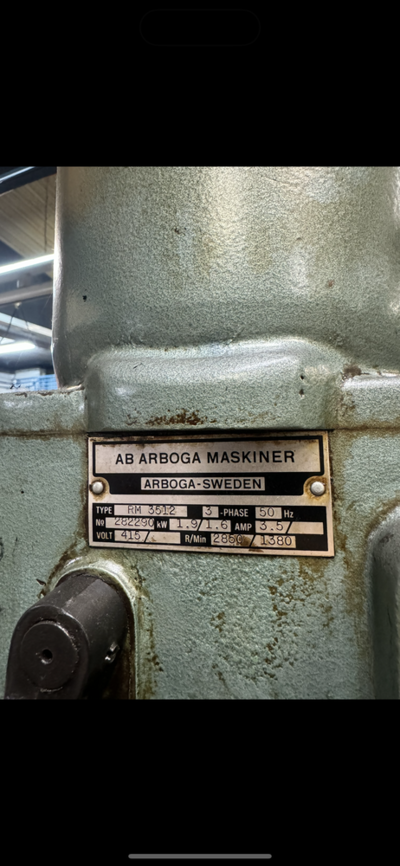 AB ARBOGA MASKINER
ARBOGA-SWEDEN
TYPE RM 3512 3 -PHASE 50 Hz
No 282290 kW 1.9/1.6 AMP 3.5/
VOLT 415/ R/Min 2850/1380